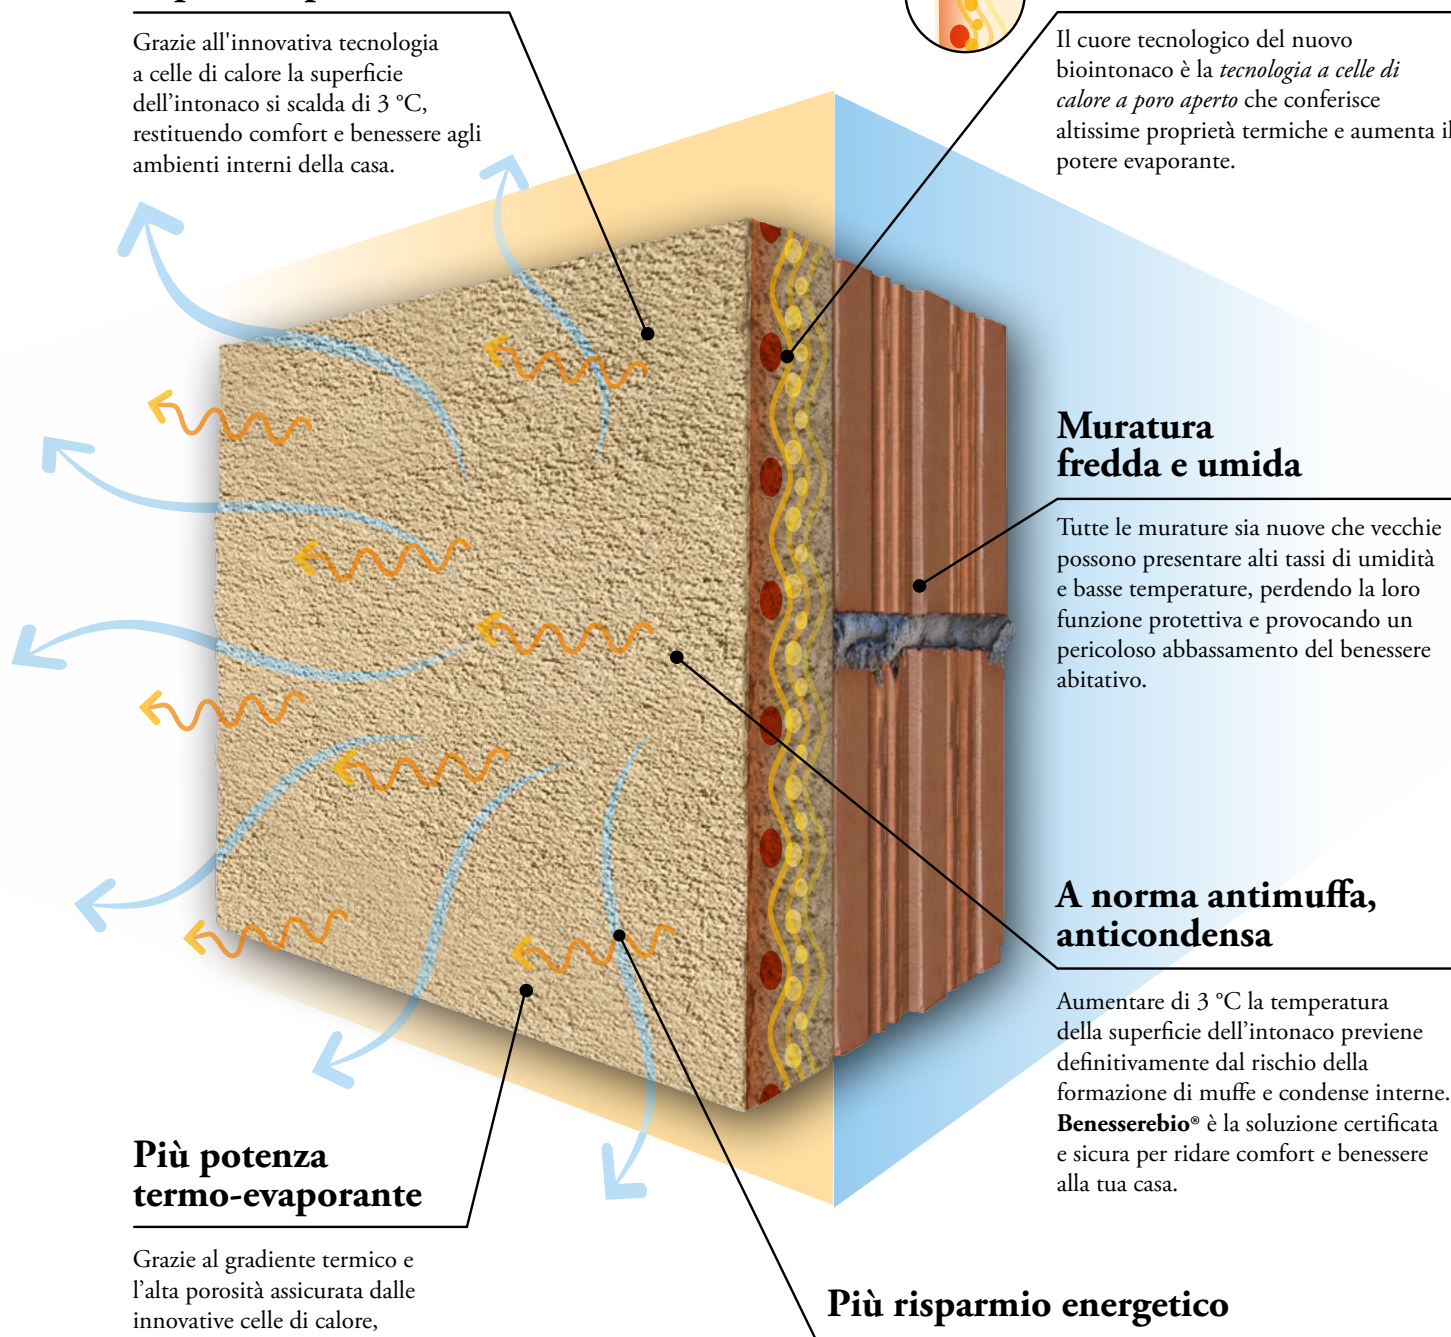 Grazie all'innovativa tecnologia
a celle di calore la superficie
dell’intonaco si scalda di 3 °C,
restituendo comfort e benessere agli
ambienti interni della casa.
Il cuore tecnologico del nuovo
biointonaco è la tecnologia a celle di
calore a poro aperto che conferisce
altissime proprietà termiche e aumenta il
potere evaporante.
Muratura
fredda e umida
Tutte le murature sia nuove che vecchie
possono presentare alti tassi di umidità
e basse temperature, perdendo la loro
funzione protettiva e provocando un
pericoloso abbassamento del benessere
abitativo.
A norma antimuffa,
anticondensa
Aumentare di 3 °C la temperatura
della superficie dell’intonaco previene
definitivamente dal rischio della
formazione di muffe e condense interne.
Benesserebio® è la soluzione certificata
e sicura per ridare comfort e benessere
alla tua casa.
Più potenza
termo-evaporante
Grazie al gradiente termico e
l’alta porosità assicurata dalle
innovative celle di calore,
Più risparmio energetico